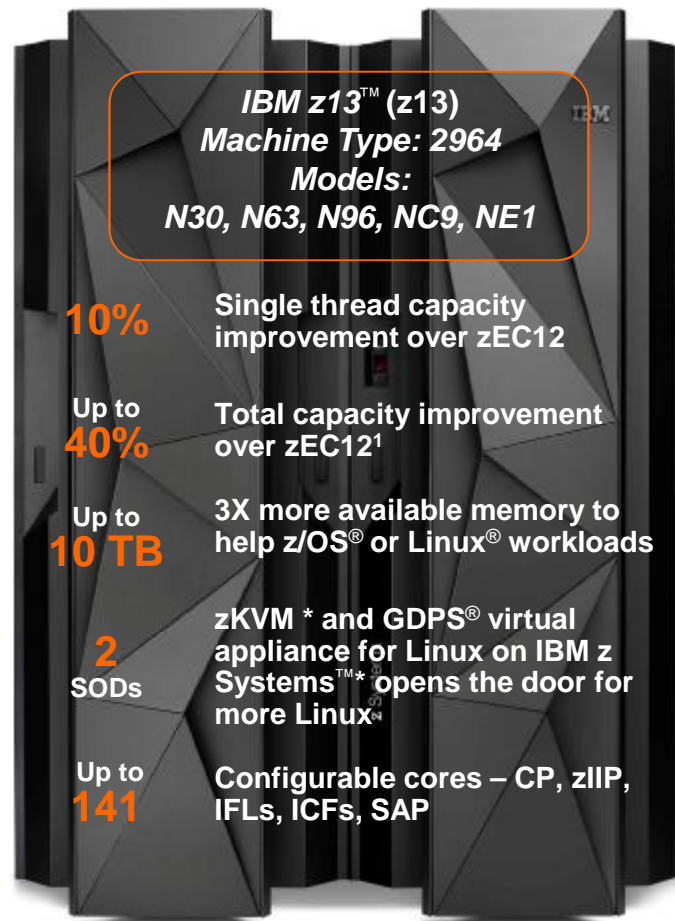 IBM z13™ (z13)
Machine Type: 2964
Models:
N30, N63, N96, NC9, NE1
IBM
10%
Single thread capacity
improvement over zEC12
Up to
40%
Total capacity improvement
over zEC12¹
Up to
10 TB
3X more available memory to
help z/OS® or Linux® workloads
2
SODs
zKVM * and GDPS® virtual
appliance for Linux on IBM z
Systems™* opens the door for
more Linux
Up to
141
Configurable cores – CP, zIIP,
IFLs, ICFs, SAP